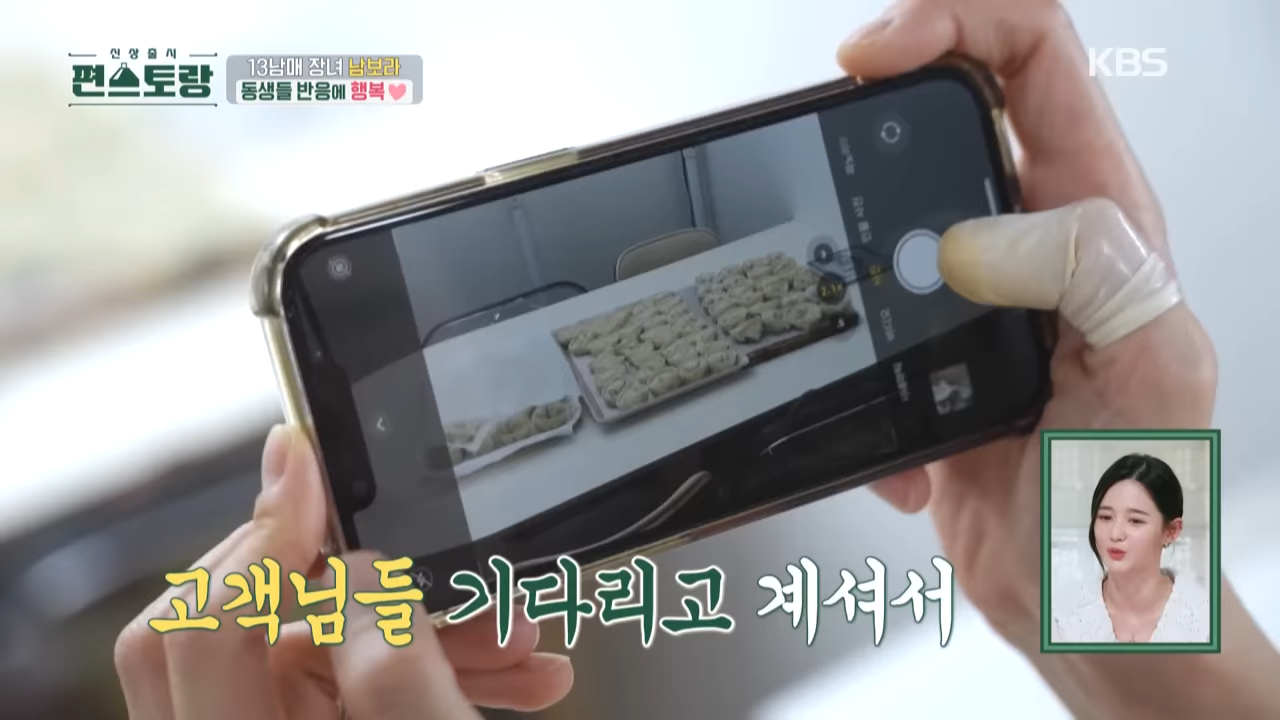 신상출시
편스토랑
13남매 장녀 남보라
동생들 반응에 행복
KBS
고객님들 기다리고 계셔서